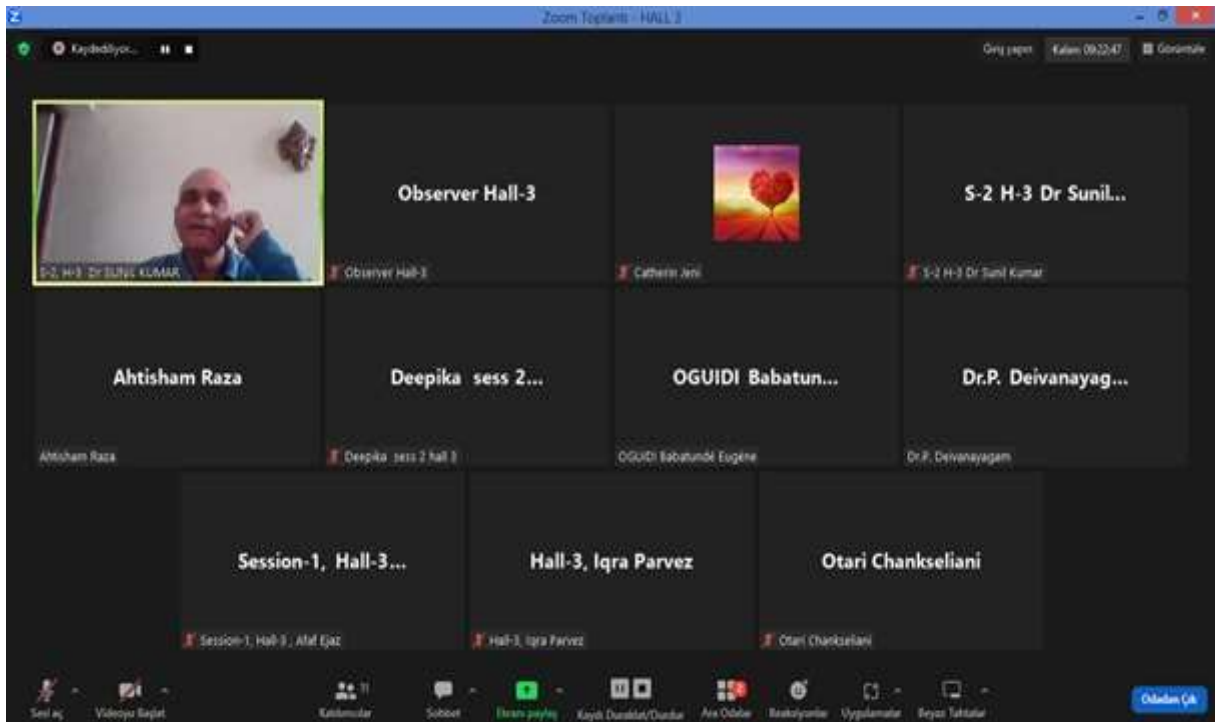 Zoom Toplantı - HALL 3
Kaydediliyor...
Giriş yapın
Kalan: 09:22:47
Görüntüle
S-2, H-3 Dr SUNIL KUMAR
Observer Hall-3
Observer Hall-3
Catherin Jeni
S-2 H-3 Dr Sunil...
S-2 H-3 Dr Sunil Kumar
Ahtisham Raza
Ahtisham Raza
Deepika sess 2...
Deepika sess 2 hall 3
OGUIDI Babatun...
OGUIDI Babatundé Eugène
Dr.P. Deivanayag...
Dr.P. Deivanayagam
Session-1, Hall-3...
Session-1, Hall-3 , Afaf Ejaz
Hall-3, Iqra Parvez
Hall-3, Iqra Parvez
Otari Chankseliani
Otari Chankseliani
Sesi aç
Videoyu Başlat
11
Katılımcılar
Sohbet
Ekranı paylaş
Kaydı Duraklat/Durdur
2
Ara Odalar
Reaksiyonlar
Uygulamalar
Beyaz Tahtalar
Odadan Çık